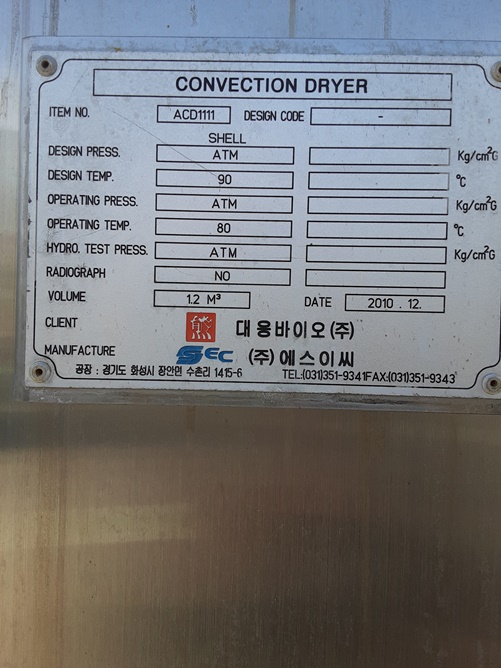 CONVECTION DRYER
ITEM NO. ACD1111 DESIGN CODE -
SHELL
DESIGN PRESS. ATM Kg/cm²G
DESIGN TEMP. 90 ℃
OPERATING PRESS. ATM Kg/cm²G
OPERATING TEMP. 80 ℃
HYDRO. TEST PRESS. ATM Kg/cm²G
RADIOGRAPH NO
VOLUME 1.2 M³ DATE 2010 . 12.
CLIENT 熊 대웅바이오(주)
MANUFACTURE SEC (주)에스이씨
공장 : 경기도 화성시 장안면 수촌리 1415-6 TEL:(031)351-9341FAX:(031)351-9343